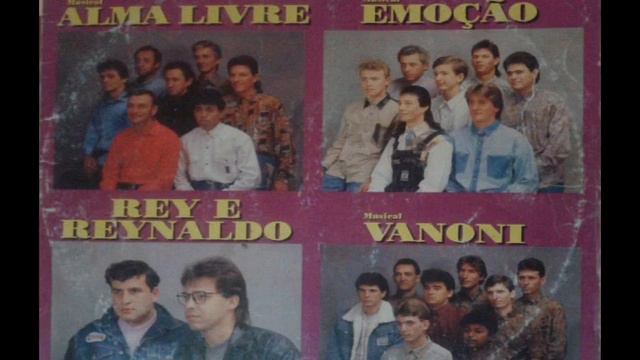 Musical
ALMA LIVRE
Musical
EMOÇÃO
REY E
REYNALDO
Musical
VANONI